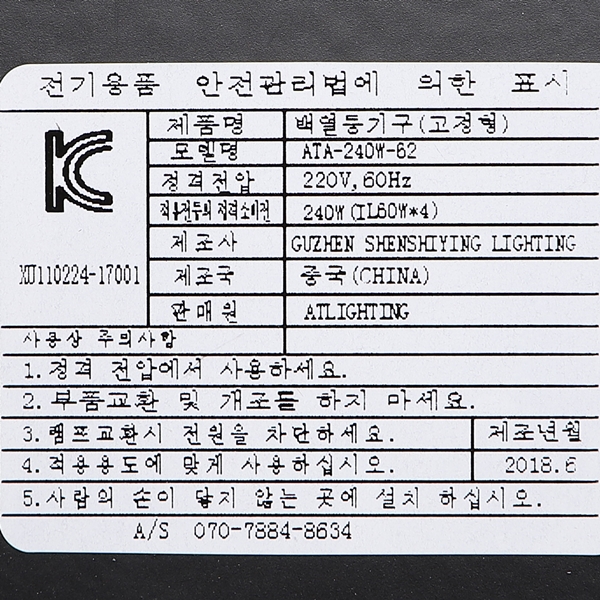 전기용품 안전관리법에 의한 표시
제품명 백열등기구(고정형)
모델명 ATA-240W-62
정격전압 220V, 60Hz
적용전등의 정격소비전 240W(IL60W*4)
제조사 GUZHEN SHENSHIYING LIGHTING
XU110224-17001 제조국 중국(CHINA)
판매원 ATLIGHTING
사용상 주의사항
1.정격 전압에서 사용하세요.
2.부품교환 및 개조를 하지 마세요.
3.램프교환시 전원을 차단하세요. 제조년월
4.적용용도에 맞게 사용하십시오. 2018.6
5.사람의 손이 닿지 않는 곳에 설치 하십시오.
A/S 070-7884-8634